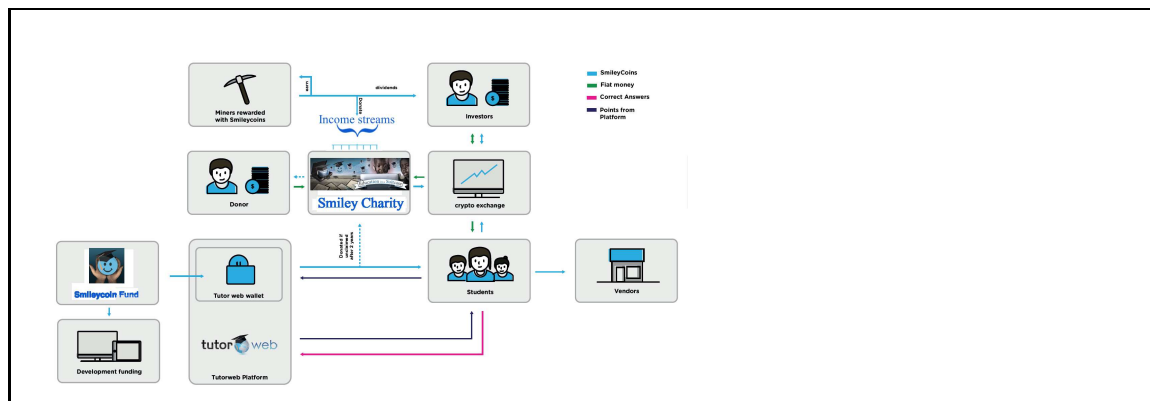 SmileyCoins
Fiat money
Correct Answers
Points from
Platform
earn
dividends
Donate
Miners rewarded
with Smileycoins
Income streams
Investors
$
Donor
$
Education
Smiley Charity
crypto exchange
Donated if
unclaimed
after 2 years
Smileycoin Fund
Tutor web wallet
Students
Vendors
Development funding
tutor web
Tutorweb Platform